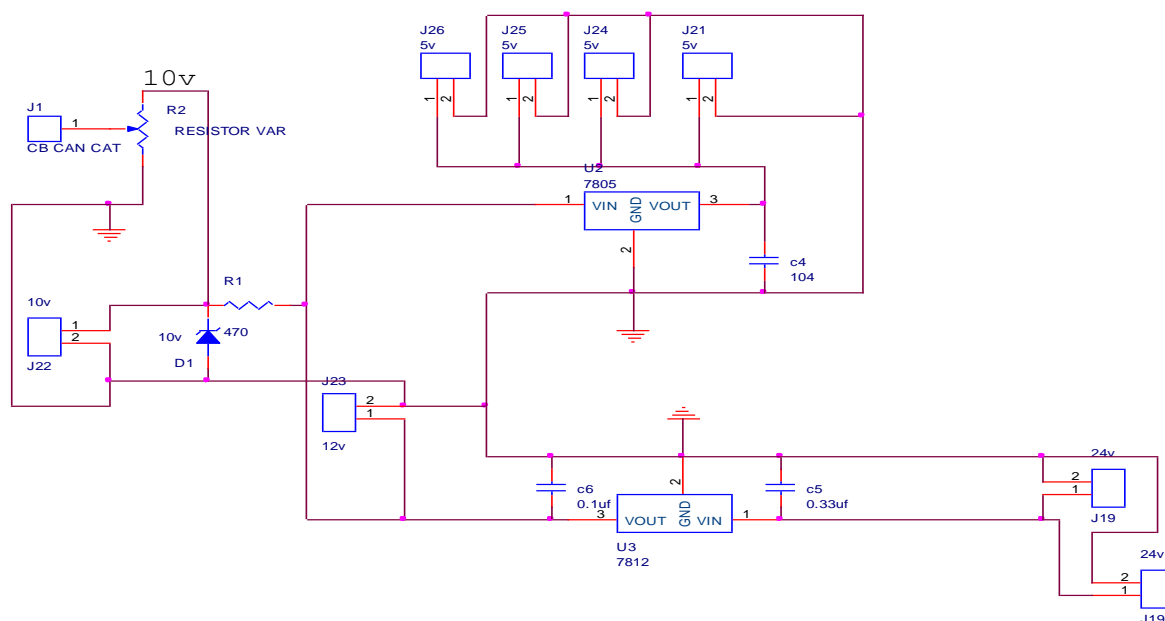 J26
5v
1
2
J25
5v
1
2
J24
5v
1
2
J21
5v
1
2
10v
J1
1
CB CAN CAT
R2
RESISTOR VAR
U2
7805
1
VIN
GND
VOUT
3
2
c4
104
R1
470
10v
1
2
J22
10v
D1
J23
2
1
12v
c6
0.1uf
c5
0.33uf
2
3
VOUT
GND
VIN
1
U3
7812
24v
2
1
J19
24v
2
1
J19